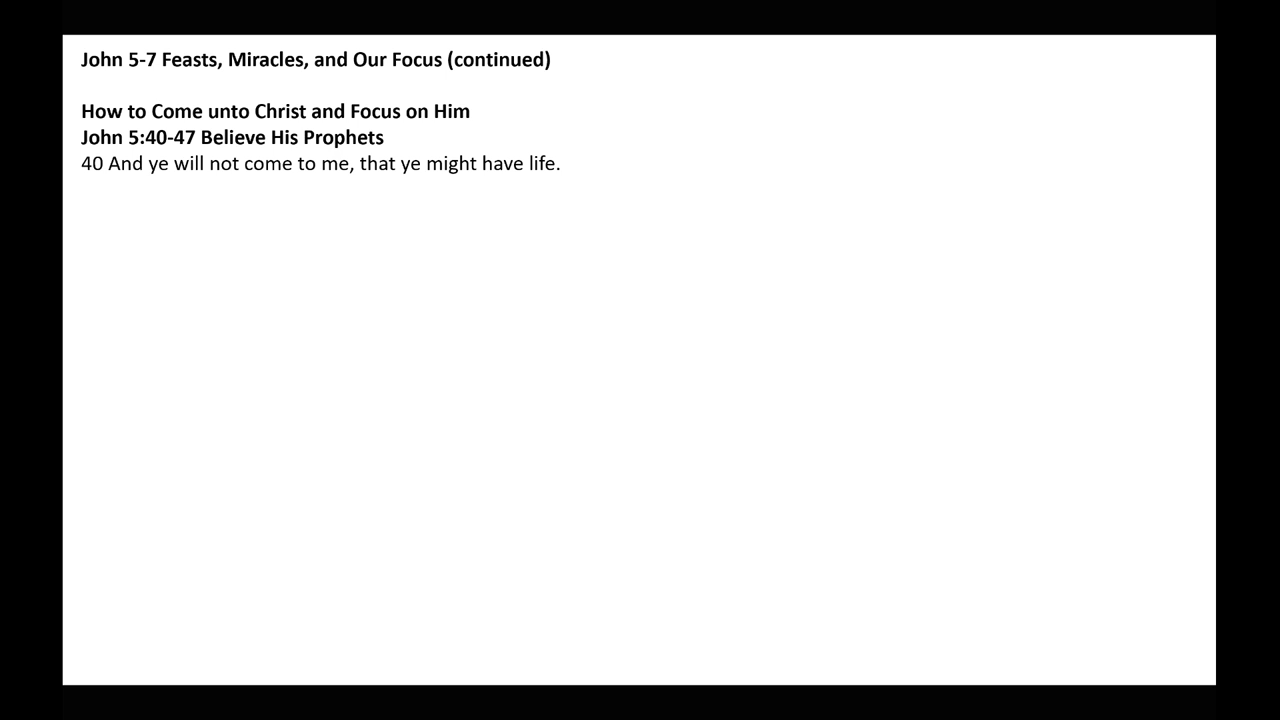 John 5-7 Feasts, Miracles, and Our Focus (continued)
How to Come unto Christ and Focus on Him
John 5:40-47 Believe His Prophets
40 And ye will not come to me, that ye might have life.